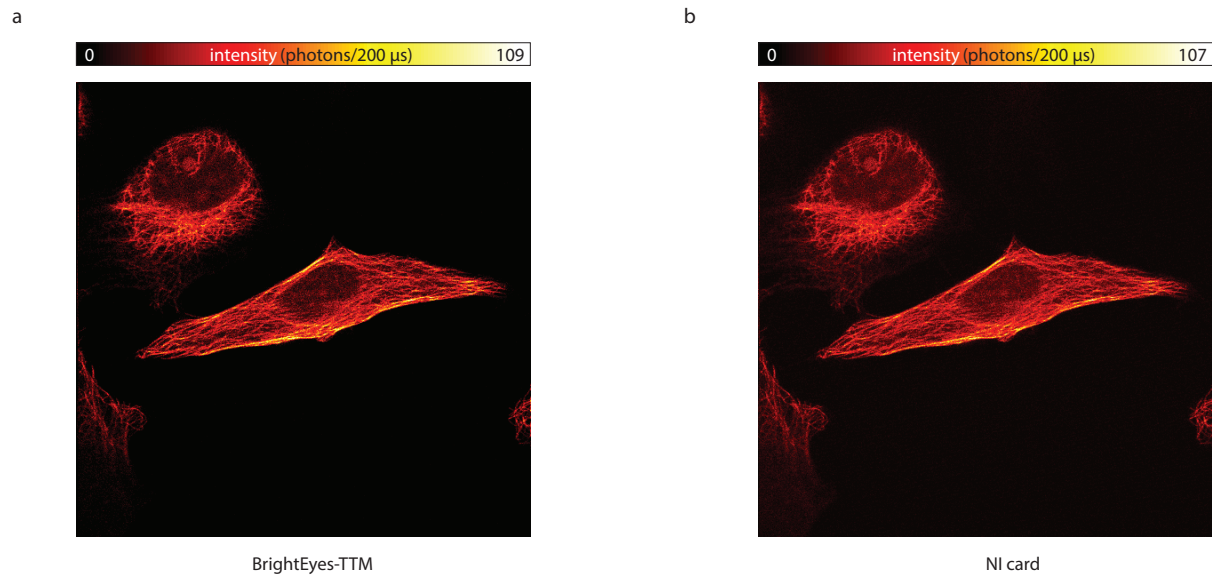 a
0 intensity (photons/200 µs) 109
BrightEyes-TTM
b
0 intensity (photons/200 µs) 107
NI card